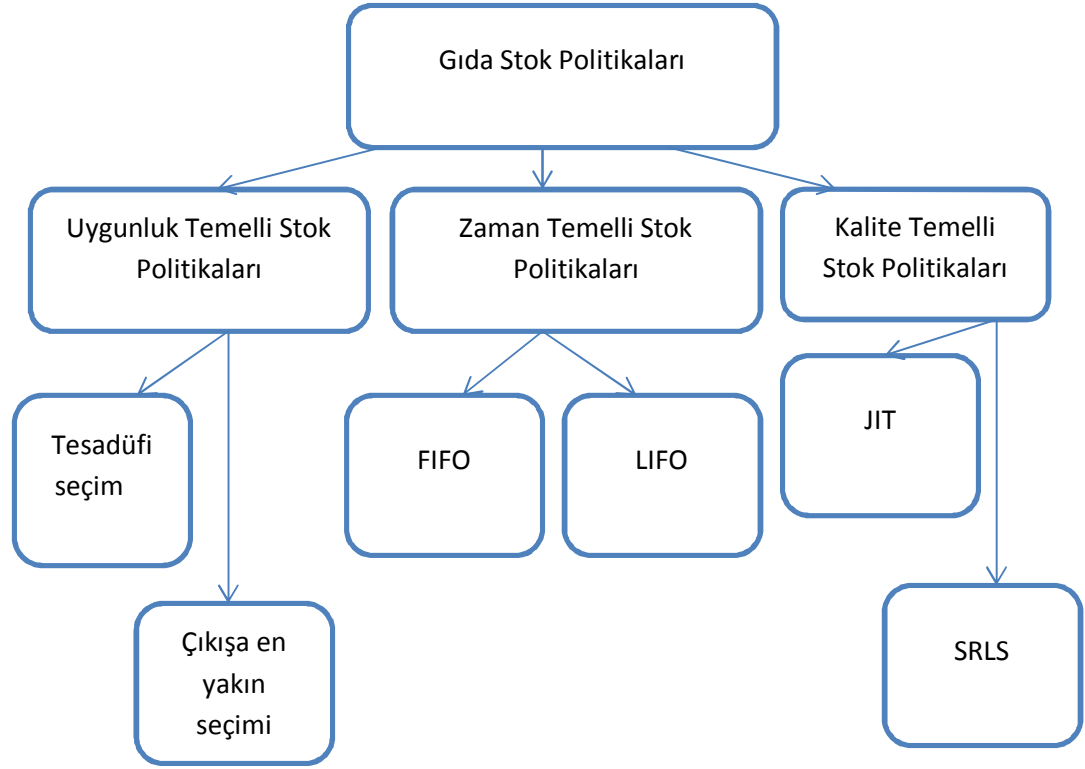 Gıda Stok Politikaları
Uygunluk Temelli Stok
Politikaları
Zaman Temelli Stok
Politikaları
Kalite Temelli
Stok Politikaları
Tesadüfi
seçim
FIFO
LIFO
JIT
Çıkışa en
yakın
seçimi
SRLS